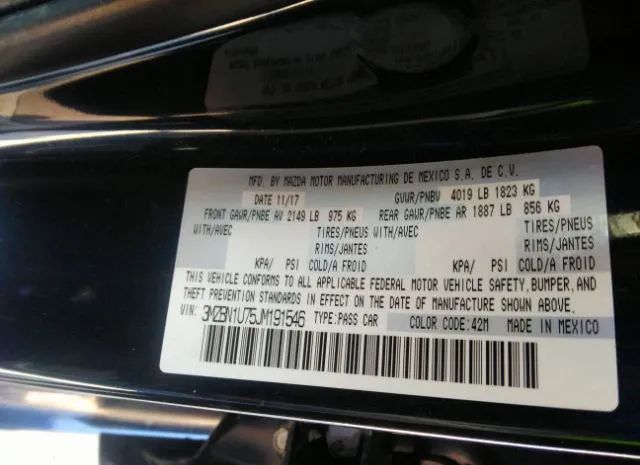 MFD. BY MAZDA MOTOR MANUFACTURING DE MEXICO S.A. DE C.V.
DATE 11/17 GVWR/PNBV 4019 LB 1823 KG
FRONT GAWR/PNBE AV 2149 LB 975 KG REAR GAWR/PNBE AR 1887 LB 856 KG
WITH/AVEC TIRES/PNEUS WITH/AVEC TIRES/PNEUS
RIMS/JANTES RIMS/JANTES
KPA/ PSI COLD/A FROID KPA/ PSI COLD/A FROID
THIS VEHICLE CONFORMS TO ALL APPLICABLE FEDERAL MOTOR VEHICLE SAFETY, BUMPER, AND
THEFT PREVENTION STANDARDS IN EFFECT ON THE DATE OF MANUFACTURE SHOWN ABOVE.
VIN: 3MZBN1U75JM191546 TYPE:PASS CAR COLOR CODE:42M MADE IN MEXICO